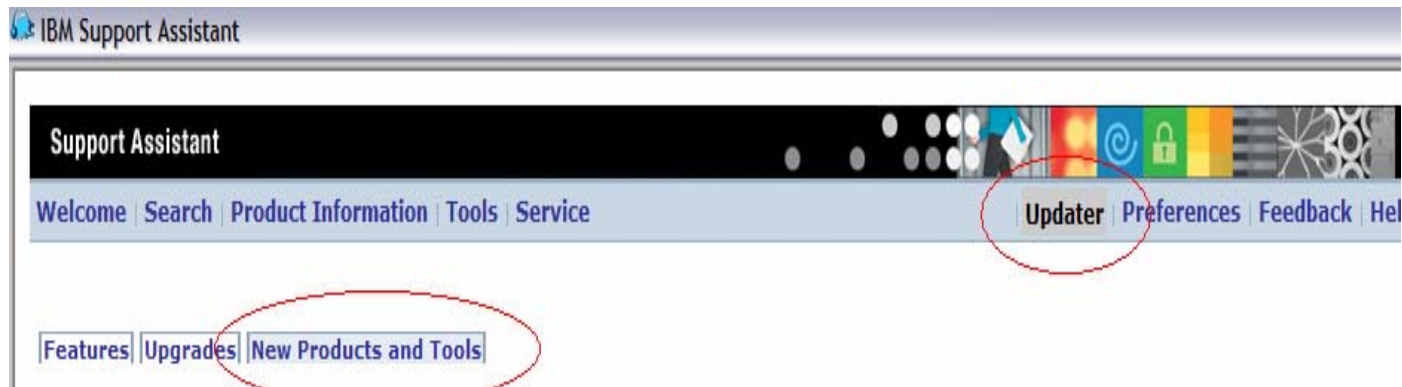 IBM Support Assistant
Support Assistant
Welcome | Search | Product Information | Tools | Service | Updater | Preferences | Feedback | Hel
Features Upgrades New Products and Tools